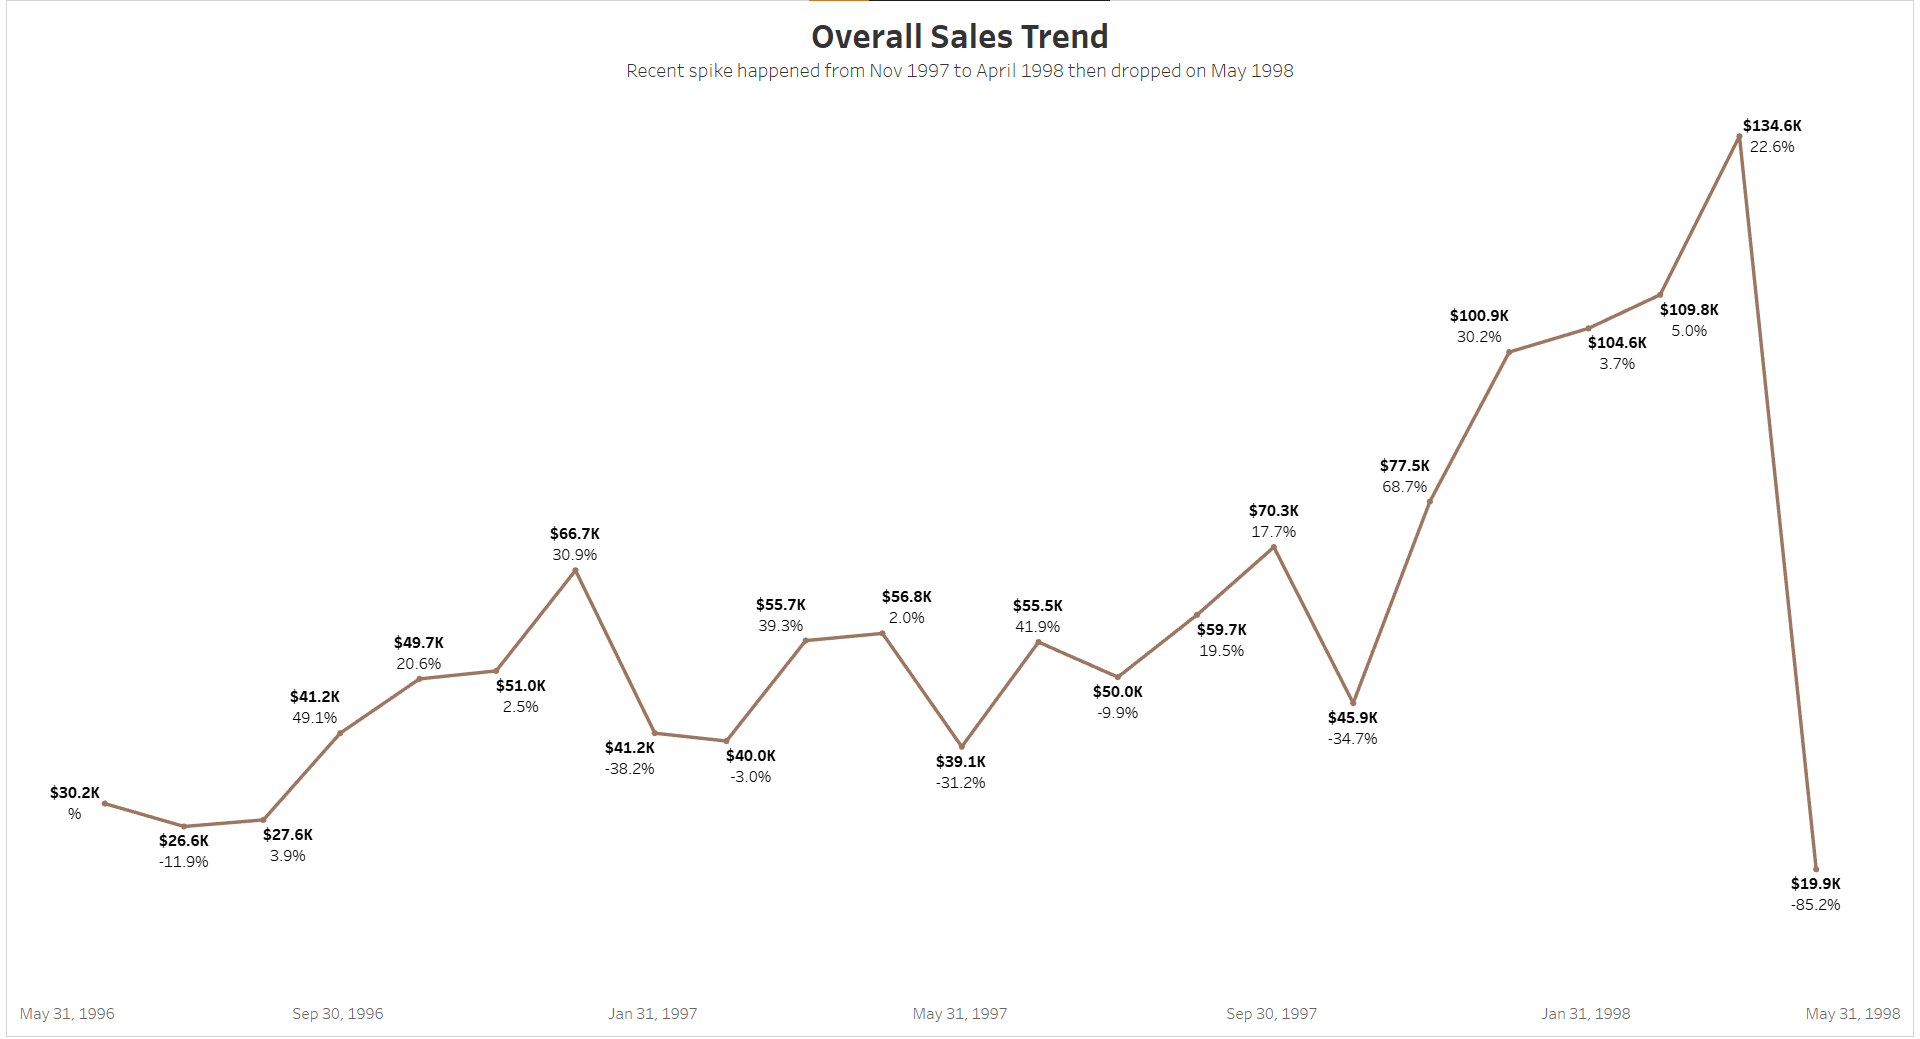 Overall Sales Trend
Recent spike happened from Nov 1997 to April 1998 then dropped on May 1998
$30.2K
%
$26.6K
-11.9%
$27.6K
3.9%
$41.2K
49.1%
$49.7K
20.6%
$51.0K
2.5%
$66.7K
30.9%
$41.2K
-38.2%
$40.0K
-3.0%
$55.7K
39.3%
$56.8K
2.0%
$39.1K
-31.2%
$55.5K
41.9%
$50.0K
-9.9%
$59.7K
19.5%
$70.3K
17.7%
$45.9K
-34.7%
$77.5K
68.7%
$100.9K
30.2%
$104.6K
3.7%
$109.8K
5.0%
$134.6K
22.6%
$19.9K
-85.2%
May 31, 1996
Sep 30, 1996
Jan 31, 1997
May 31, 1997
Sep 30, 1997
Jan 31, 1998
May 31, 1998